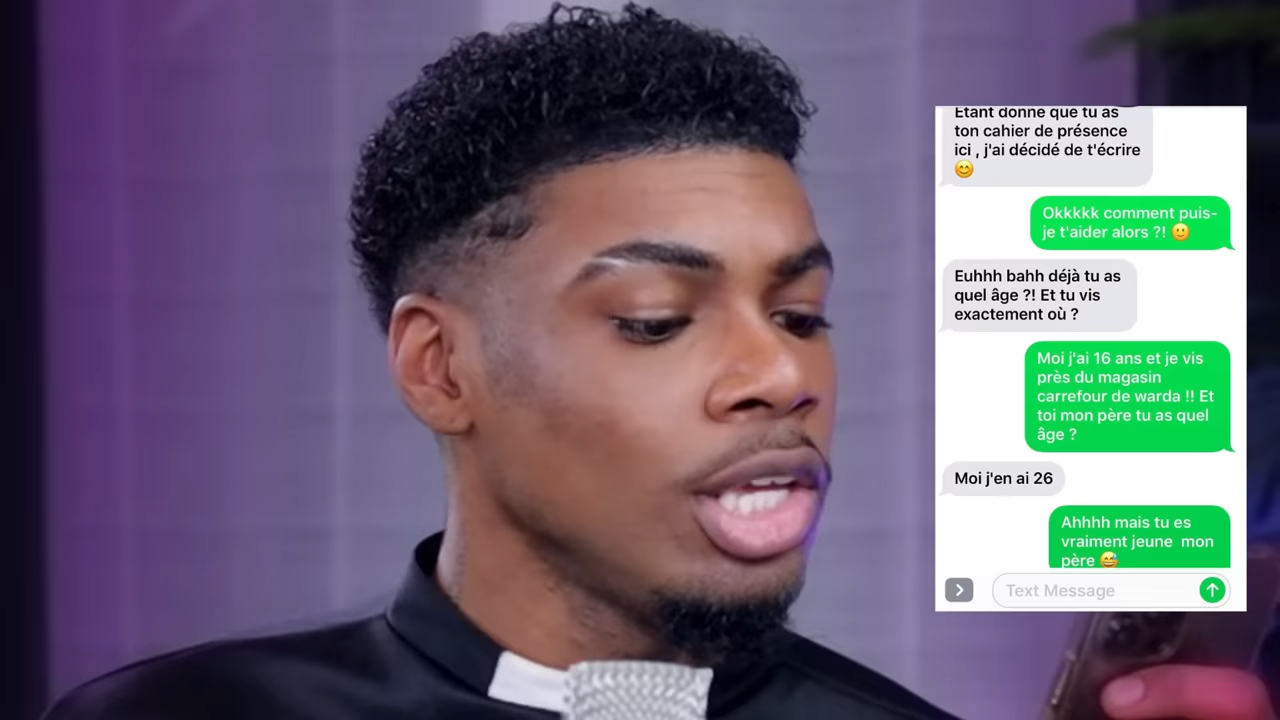 Etant donne que tu as
ton cahier de présence
ici , j'ai décidé de t'écrire
😊
Okkkkk comment puis-
je t'aider alors ?! 🙂
Euhhh bahh déjà tu as
quel âge ?! Et tu vis
exactement où ?
Moi j'ai 16 ans et je vis
près du magasin
carrefour de warda !! Et
toi mon père tu as quel
âge ?
Moi j'en ai 26
Ahhhh mais tu es
vraiment jeune mon
père 😅
Text Message